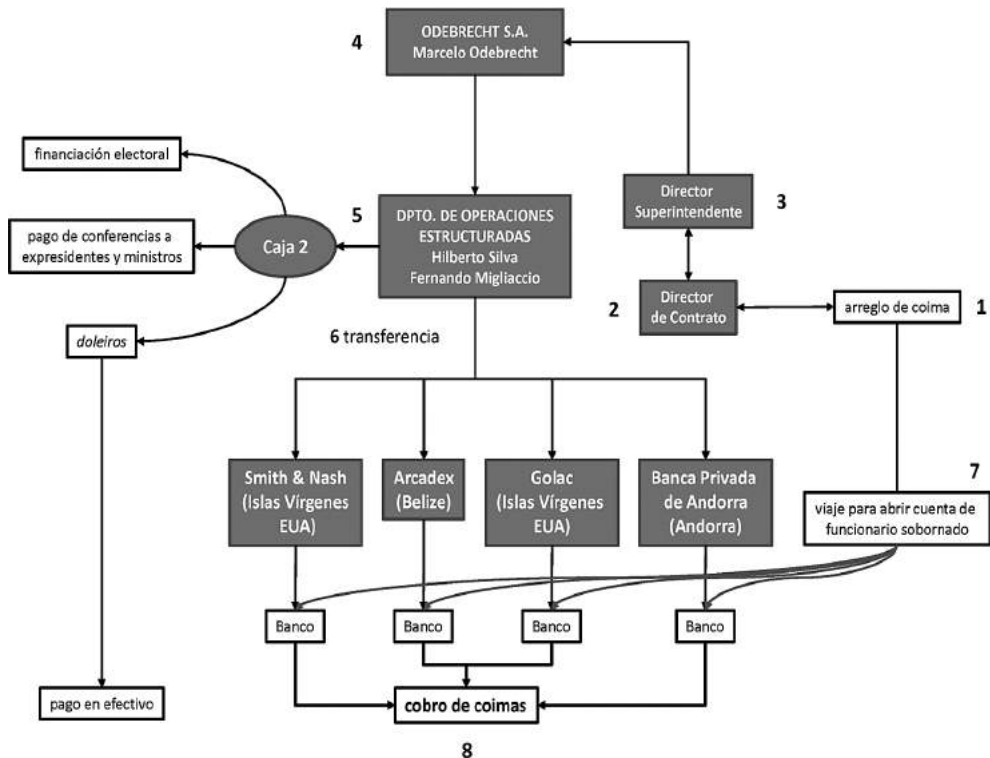 4
ODEBRECHT S.A.
Marcelo Odebrecht
financiación electoral
pago de conferencias a
expresidentes y ministros
Caja 2
5
DPTO. DE OPERACIONES
ESTRUCTURADAS
Hilberto Silva
Fernando Migliaccio
Director
Superintendente
3
2
Director
de Contrato
arreglo de coima
1
doleiros
6 transferencia
Smith & Nash
(Islas Vírgenes
EUA)
Arcadex
(Belize)
Golac
(Islas Vírgenes
EUA)
Banca Privada
de Andorra
(Andorra)
7
viaje para abrir cuenta de
funcionario sobornado
Banco
Banco
Banco
Banco
pago en efectivo
cobro de coimas
8